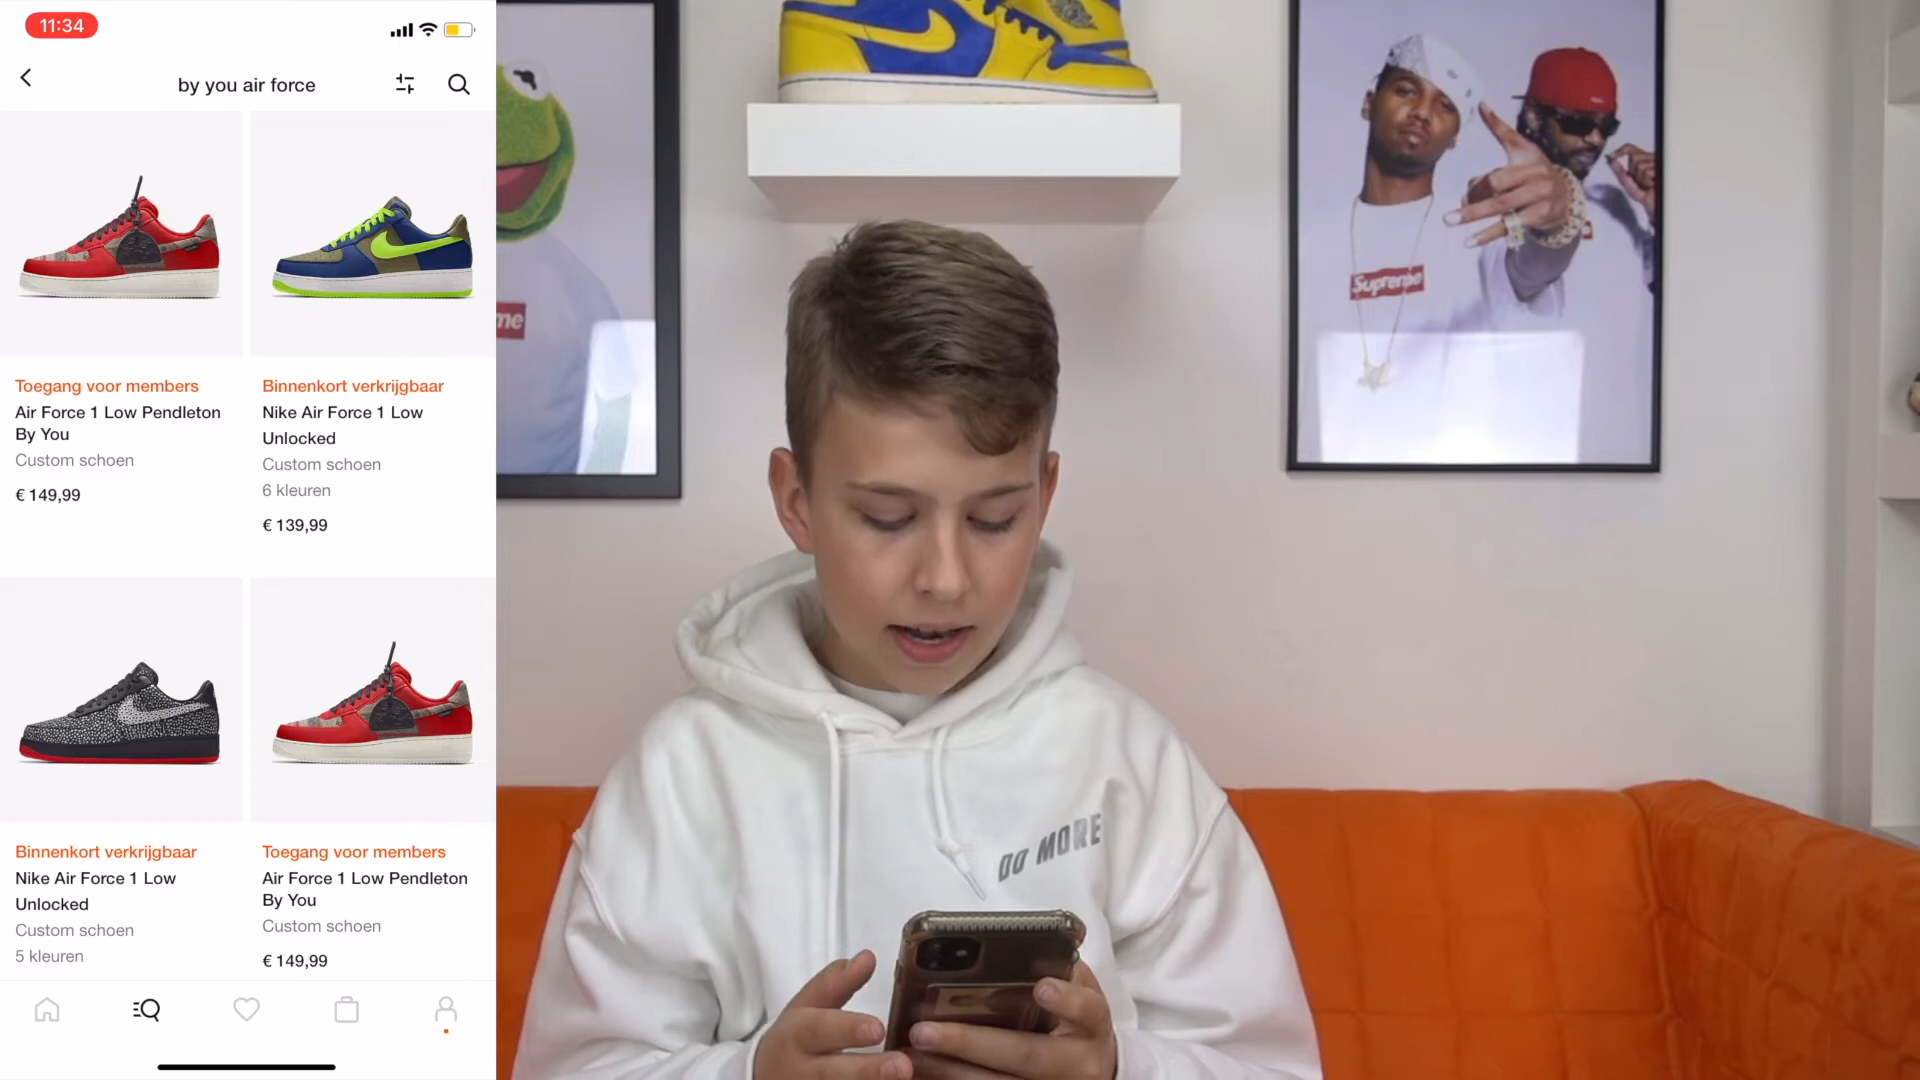 11:34
by you air force
Toegang voor members
Air Force 1 Low Pendleton
By You
Custom schoen
€ 149,99
Binnenkort verkrijgbaar
Nike Air Force 1 Low
Unlocked
Custom schoen
6 kleuren
€ 139,99
Binnenkort verkrijgbaar
Nike Air Force 1 Low
Unlocked
Custom schoen
5 kleuren
Toegang voor members
Air Force 1 Low Pendleton
By You
Custom schoen
€ 149,99
me
Supreme
DO MORE